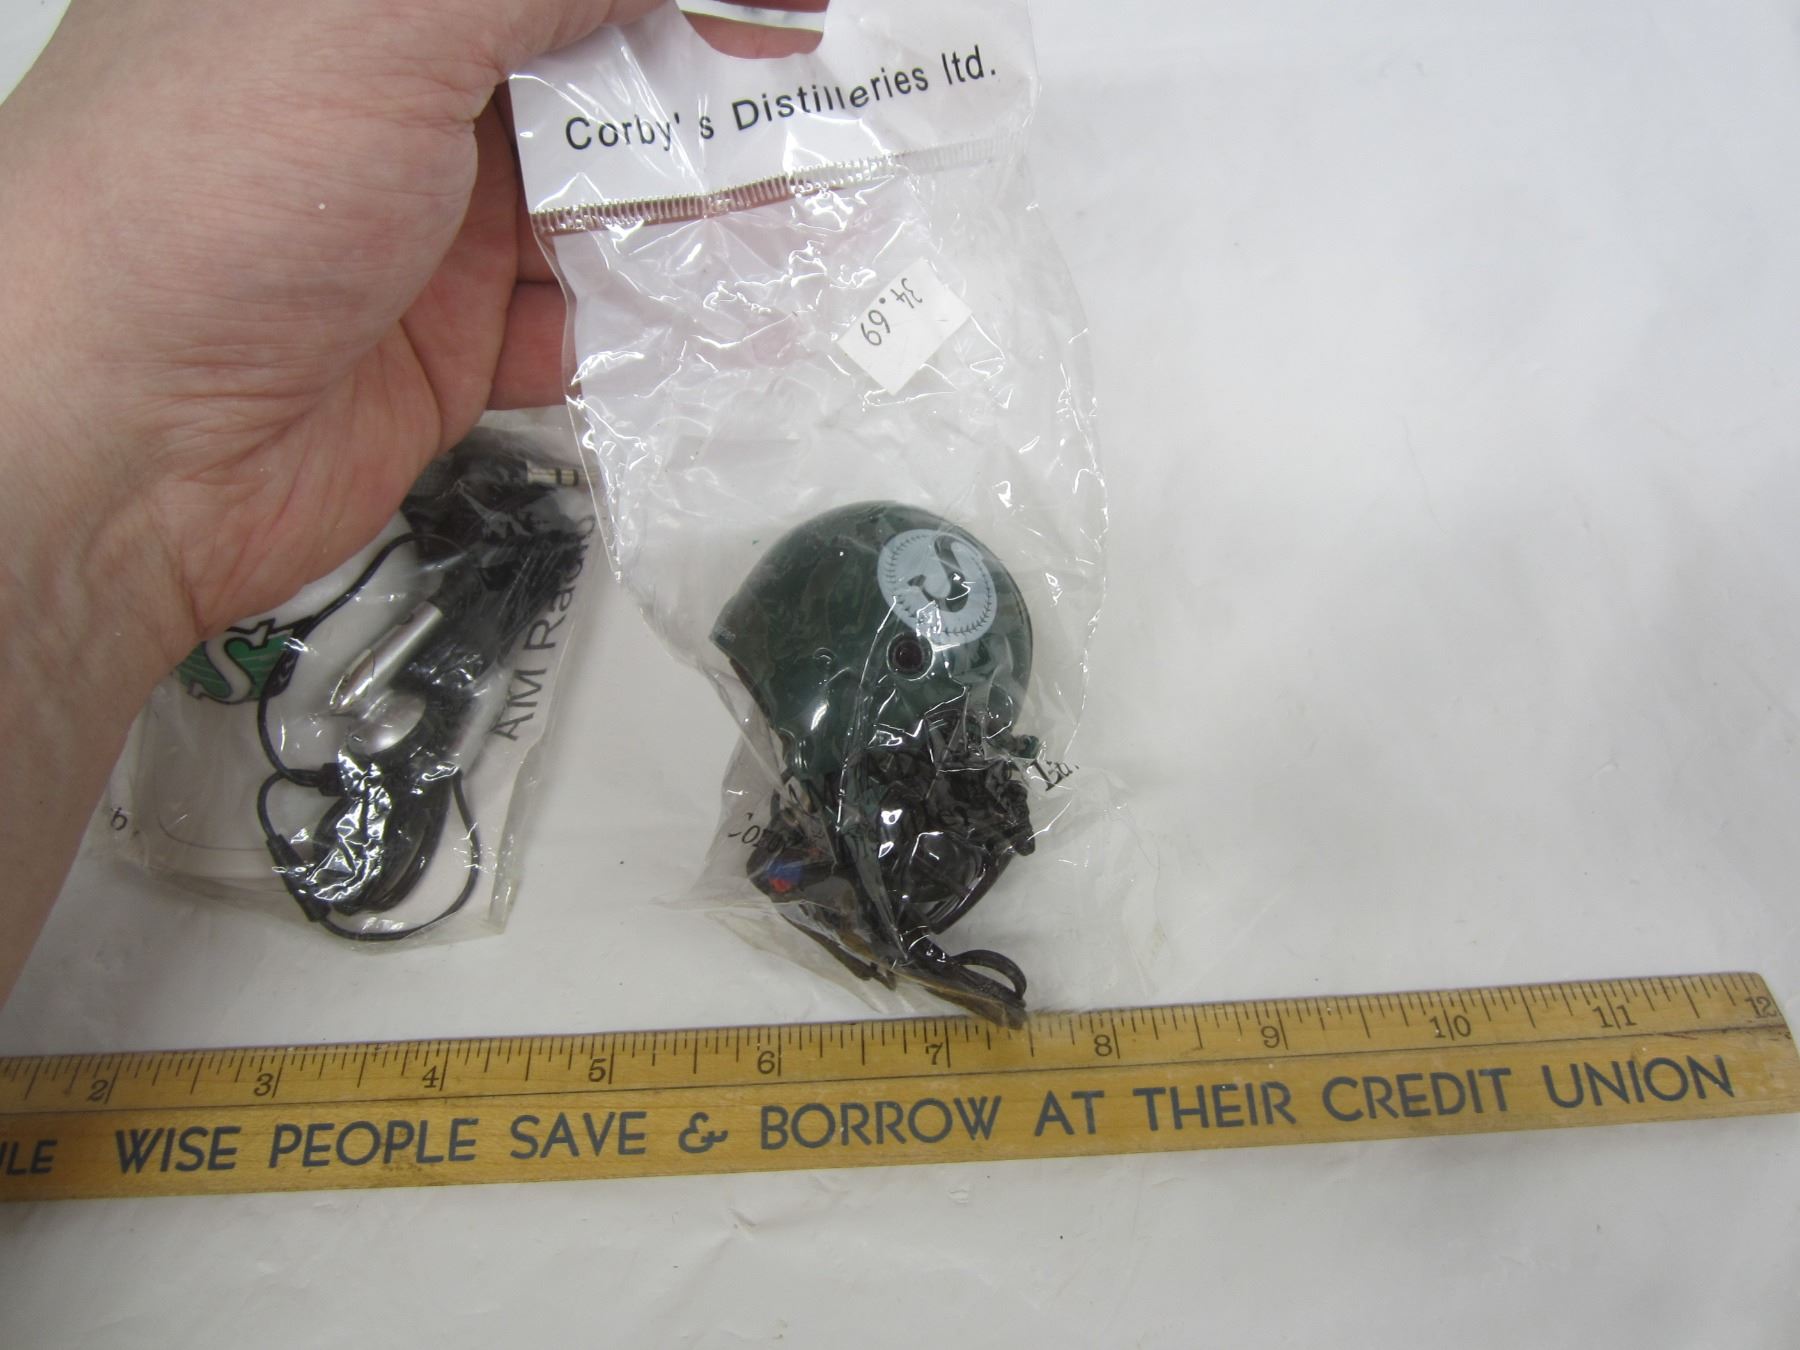 Corby's Distilleries ltd.
34.69
S
AM Radio
Ltd.
2 3 4 5 6 7 8 9 10 11 12
WISE PEOPLE SAVE & BORROW AT THEIR CREDIT UNION